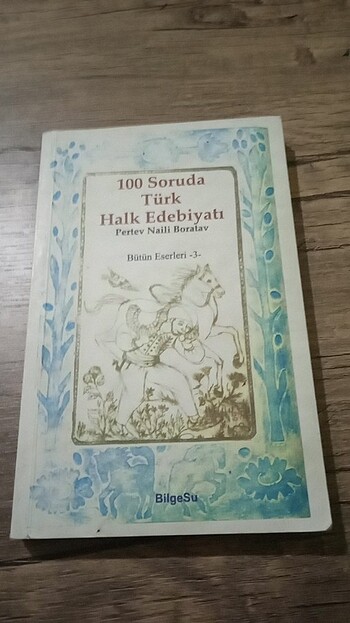 100 Soruda
Türk
Halk Edebiyatı
Pertev Naili Boratav
Bütün Eserleri -3-
BilgeSu